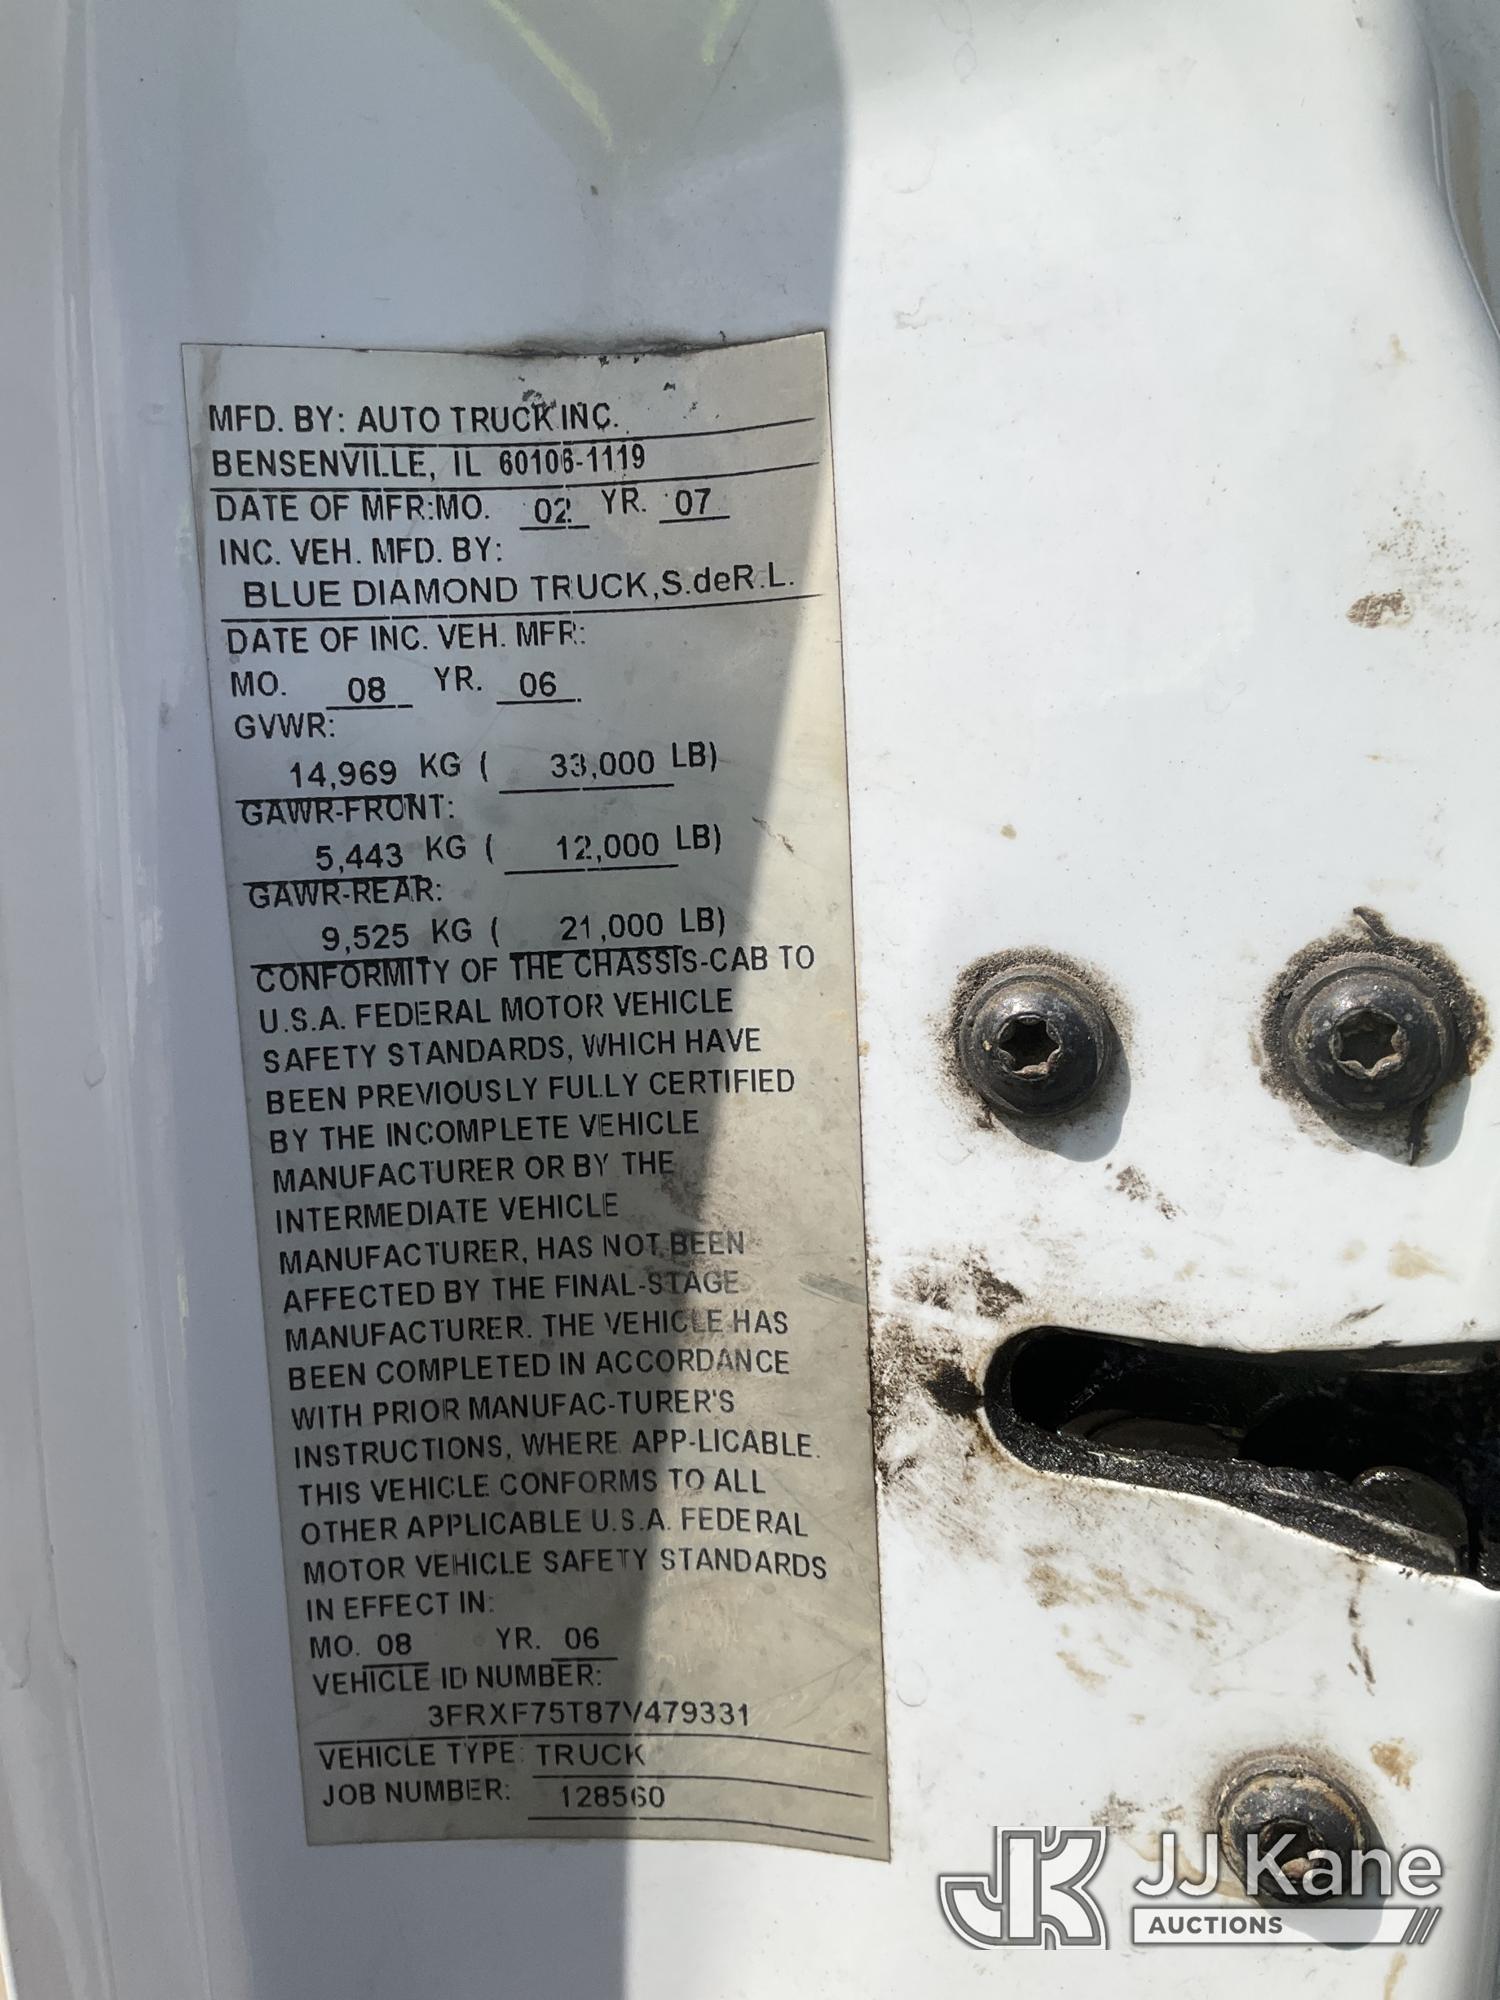 MFD. BY: AUTO TRUCK INC.
BENSENVILLE, IL 60106-1119
DATE OF MFR:MO. 02 YR. 07
INC. VEH. MFD. BY:
BLUE DIAMOND TRUCK,S.deR.L.
DATE OF INC. VEH. MFR:
MO. 08 YR. 06
GVWR:
14,969 KG ( 33,000 LB)
GAWR-FRONT:
5,443 KG ( 12,000 LB)
GAWR-REAR:
9,525 KG ( 21,000 LB)
CONFORMITY OF THE CHASSIS-CAB TO
U.S.A. FEDERAL MOTOR VEHICLE
SAFETY STANDARDS, WHICH HAVE
BEEN PREVIOUSLY FULLY CERTIFIED
BY THE INCOMPLETE VEHICLE
MANUFACTURER OR BY THE
INTERMEDIATE VEHICLE
MANUFACTURER, HAS NOT BEEN
AFFECTED BY THE FINAL-STAGE
MANUFACTURER. THE VEHICLE HAS
BEEN COMPLETED IN ACCORDANCE
WITH PRIOR MANUFAC-TURER'S
INSTRUCTIONS, WHERE APP-LICABLE.
THIS VEHICLE CONFORMS TO ALL
OTHER APPLICABLE U.S.A. FEDERAL
MOTOR VEHICLE SAFETY STANDARDS
IN EFFECT IN:
MO. 08 YR. 06
VEHICLE ID NUMBER:
3FRXF75T87V479331
VEHICLE TYPE: TRUCK
JOB NUMBER: 128560
JK JJ Kane
AUCTIONS